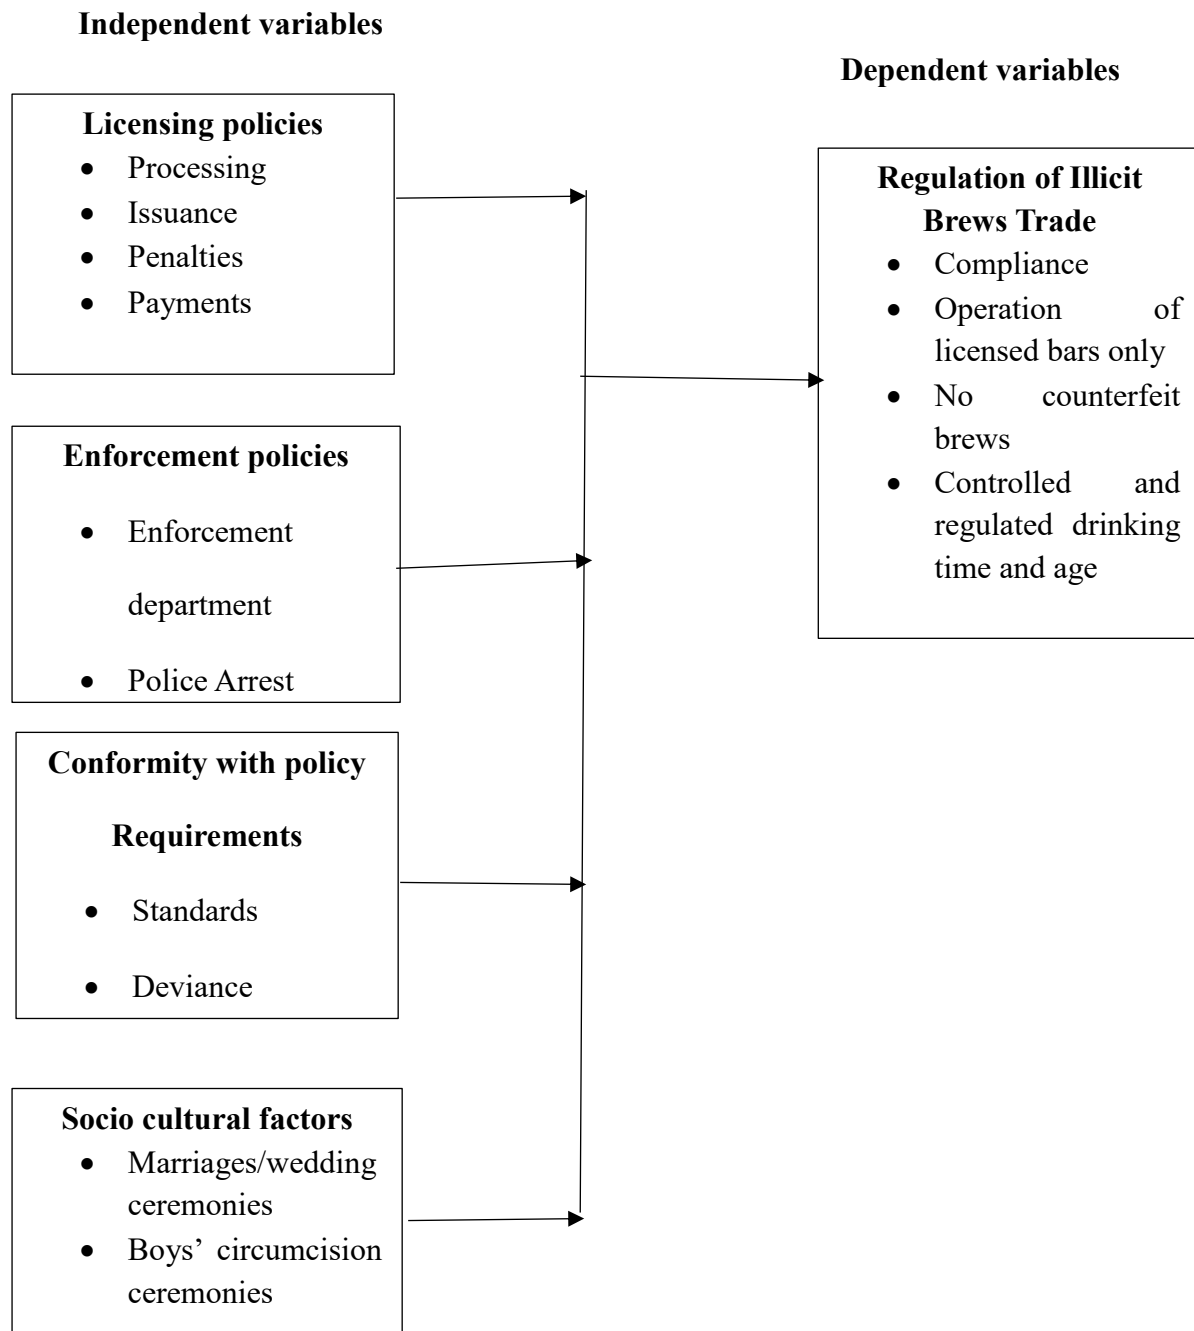 Independent variables
Dependent variables
Licensing policies
• Processing
• Issuance
• Penalties
• Payments
Enforcement policies
• Enforcement
department
• Police Arrest
Conformity with policy
Requirements
• Standards
• Deviance
Socio cultural factors
• Marriages/wedding
ceremonies
• Boys’ circumcision
ceremonies
Regulation of Illicit
Brews Trade
• Compliance
• Operation of
licensed bars only
• No counterfeit
brews
• Controlled and
regulated drinking
time and age